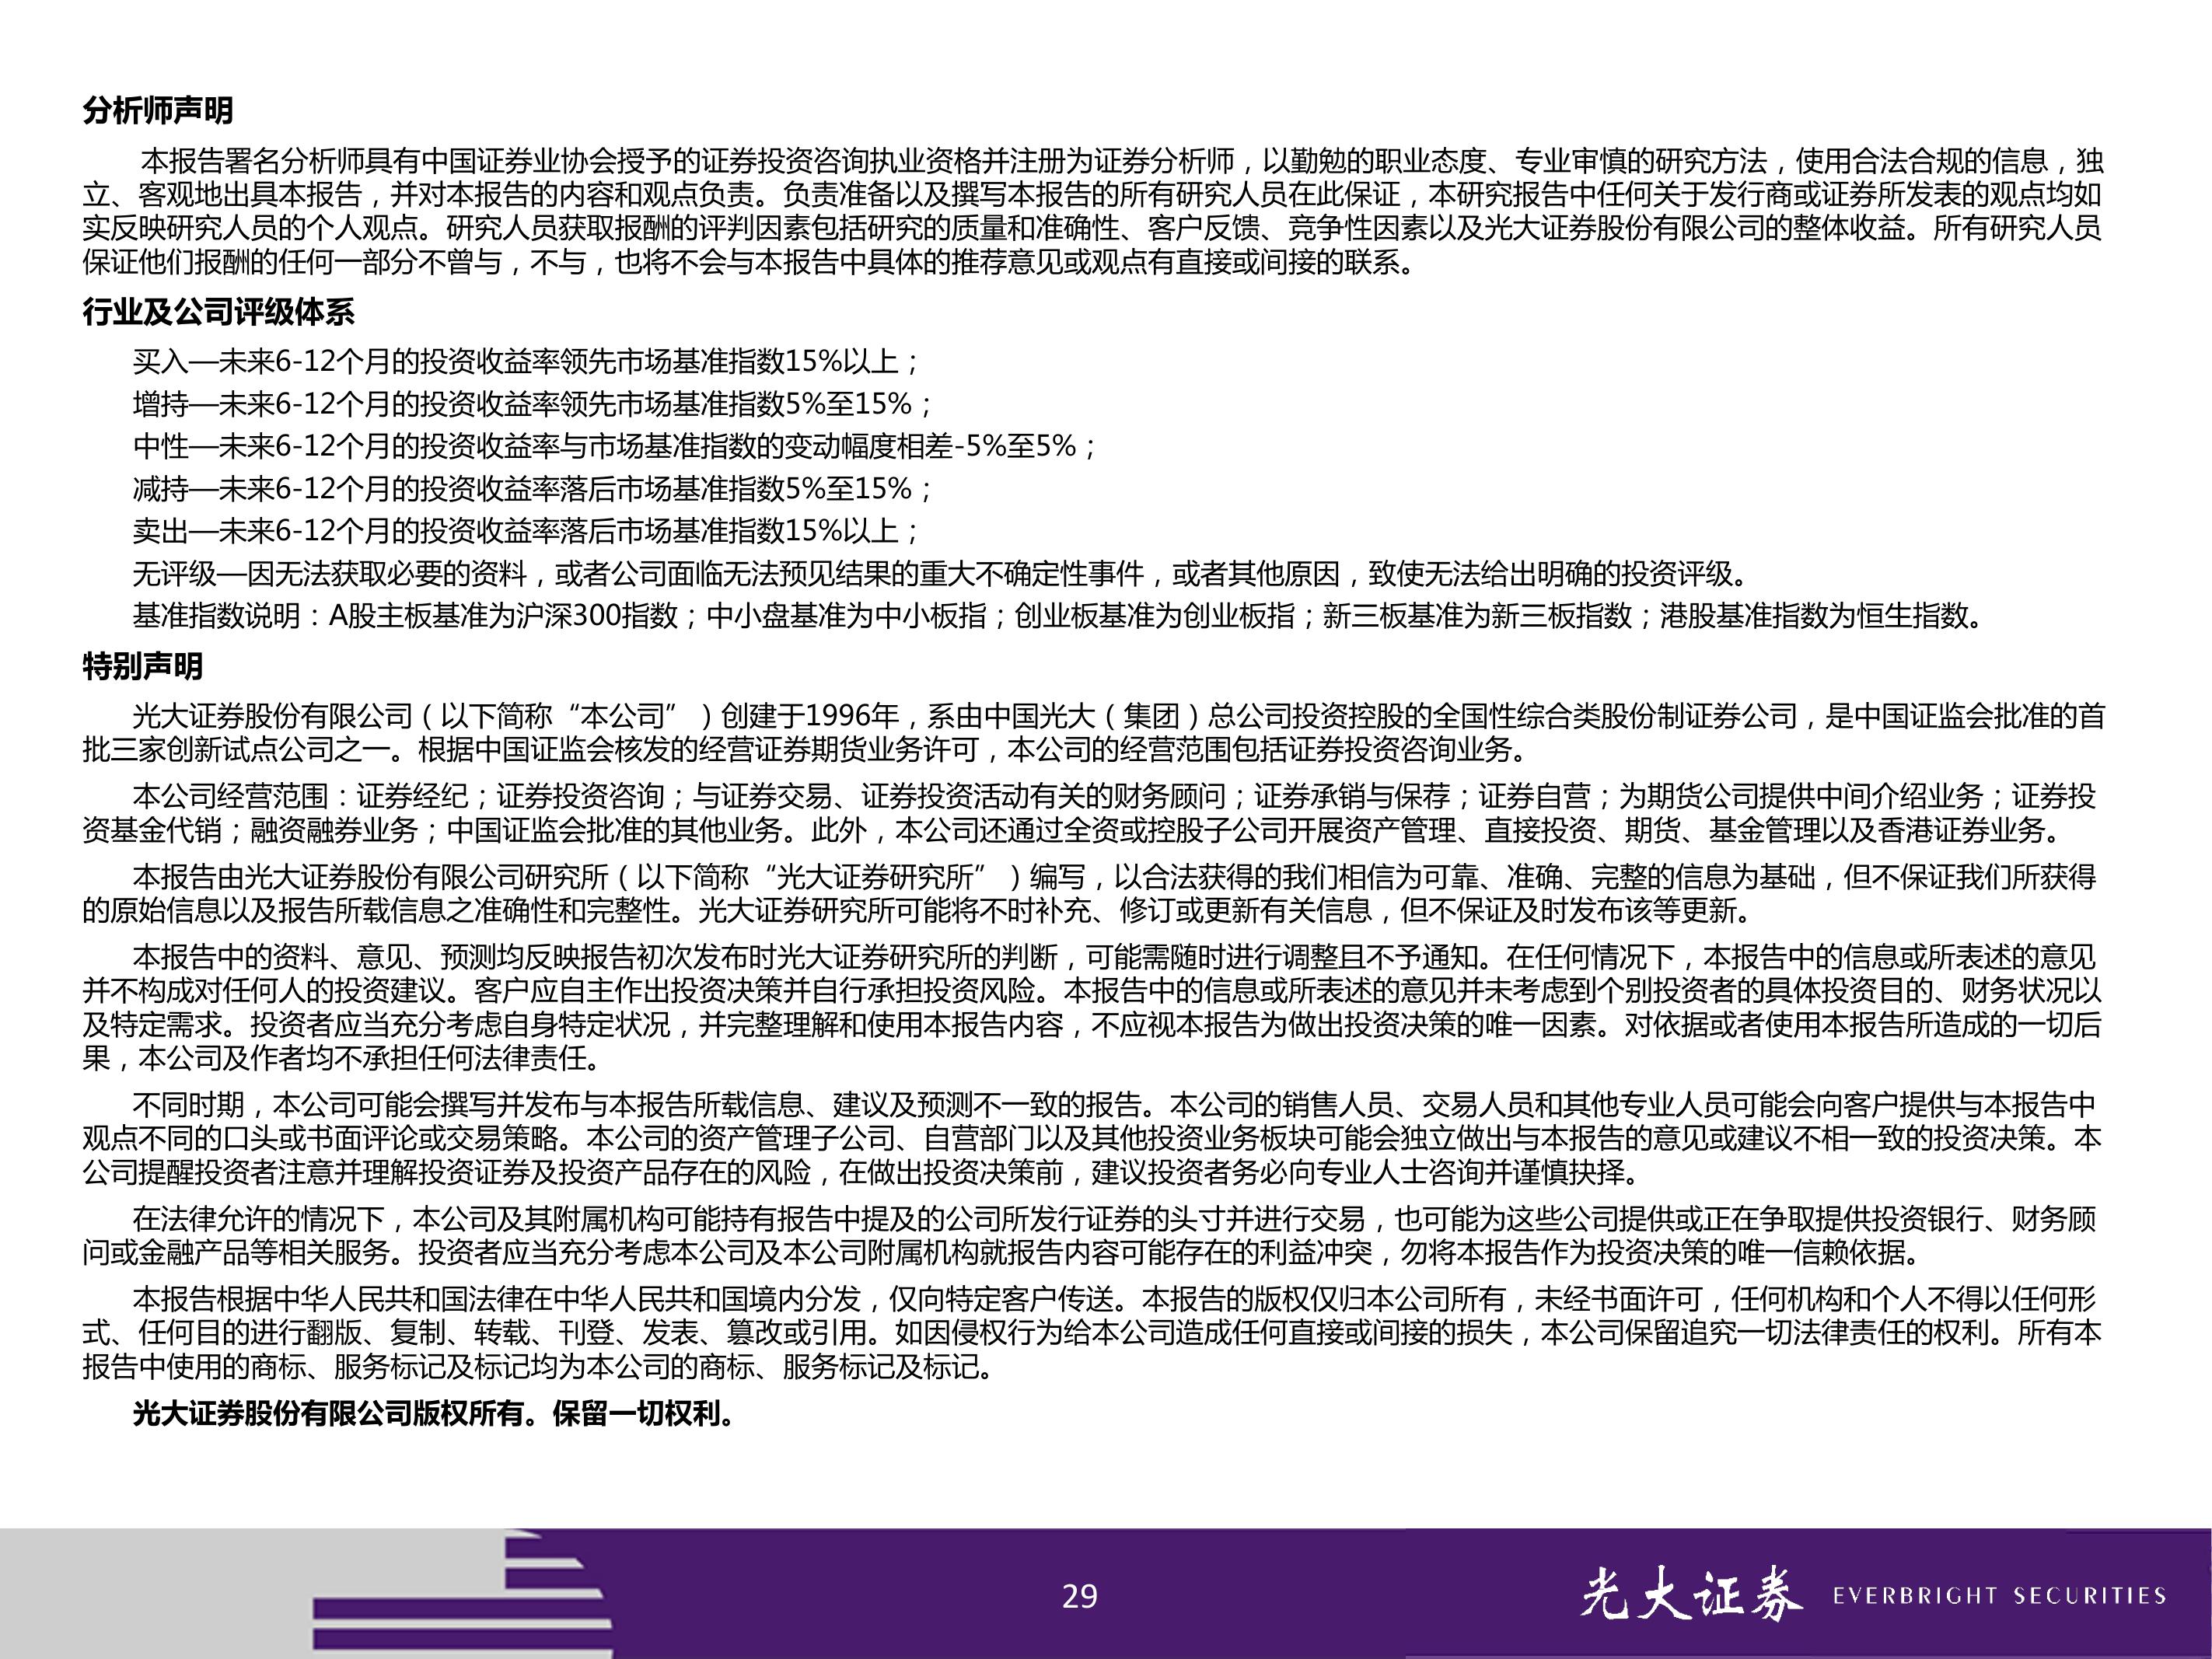 分析师声明
本报告署名分析师具有中国证券业协会授予的证券投资咨询执业资格并注册为证券分析师，以勤勉的职业态度、专业审慎的研究方法，使用合法合规的信息，独
立、客观地出具本报告，并对本报告的内容和观点负责。负责准备以及撰写本报告的所有研究人员在此保证，本研究报告中任何关于发行商或证券所发表的观点均如
实反映研究人员的个人观点。研究人员获取报酬的评判因素包括研究的质量和准确性、客户反馈、竞争性因素以及光大证券股份有限公司的整体收益。所有研究人员
保证他们报酬的任何一部分不曾与，不与，也将不会与本报告中具体的推荐意见或观点有直接或间接的联系。
行业及公司评级体系
买入—未来6-12个月的投资收益率领先市场基准指数15%以上；
增持—未来6-12个月的投资收益率领先市场基准指数5%至15%；
中性—未来6-12个月的投资收益率与市场基准指数的变动幅度相差-5%至5%；
减持—未来6-12个月的投资收益率落后市场基准指数5%至15%；
卖出—未来6-12个月的投资收益率落后市场基准指数15%以上；
无评级—因无法获取必要的资料，或者公司面临无法预见结果的重大不确定性事件，或者其他原因，致使无法给出明确的投资评级。
基准指数说明：A股主板基准为沪深300指数；中小盘基准为中小板指；创业板基准为创业板指；新三板基准为新三板指数；港股基准指数为恒生指数。
特别声明
光大证券股份有限公司（以下简称“本公司”）创建于1996年，系由中国光大（集团）总公司投资控股的全国性综合类股份制证券公司，是中国证监会批准的首
批三家创新试点公司之一。根据中国证监会核发的经营证券期货业务许可，本公司的经营范围包括证券投资咨询业务。
本公司经营范围：证券经纪；证券投资咨询；与证券交易、证券投资活动有关的财务顾问；证券承销与保荐；证券自营；为期货公司提供中间介绍业务；证券投
资基金代销；融资融券业务；中国证监会批准的其他业务。此外，本公司还通过全资或控股子公司开展资产管理、直接投资、期货、基金管理以及香港证券业务。
本报告由光大证券股份有限公司研究所（以下简称“光大证券研究所”）编写，以合法获得的我们相信为可靠、准确、完整的信息为基础，但不保证我们所获得
的原始信息以及报告所载信息之准确性和完整性。光大证券研究所可能将不时补充、修订或更新有关信息，但不保证及时发布该等更新。
本报告中的资料、意见、预测均反映报告初次发布时光大证券研究所的判断，可能需随时进行调整且不予通知。在任何情况下，本报告中的信息或所表述的意见
并不构成对任何人的投资建议。客户应自主作出投资决策并自行承担投资风险。本报告中的信息或所表述的意见并未考虑到个别投资者的具体投资目的、财务状况以
及特定需求。投资者应当充分考虑自身特定状况，并完整理解和使用本报告内容，不应视本报告为做出投资决策的唯一因素。对依据或者使用本报告所造成的一切后
果，本公司及作者均不承担任何法律责任。
不同时期，本公司可能会撰写并发布与本报告所载信息、建议及预测不一致的报告。本公司的销售人员、交易人员和其他专业人员可能会向客户提供与本报告中
观点不同的口头或书面评论或交易策略。本公司的资产管理子公司、自营部门以及其他投资业务板块可能会独立做出与本报告的意见或建议不相一致的投资决策。本
公司提醒投资者注意并理解投资证券及投资产品存在的风险，在做出投资决策前，建议投资者务必向专业人士咨询并谨慎抉择。
在法律允许的情况下，本公司及其附属机构可能持有报告中提及的公司所发行证券的头寸并进行交易，也可能为这些公司提供或正在争取提供投资银行、财务顾
问或金融产品等相关服务。投资者应当充分考虑本公司及本公司附属机构就报告内容可能存在的利益冲突，勿将本报告作为投资决策的唯一信赖依据。
本报告根据中华人民共和国法律在中华人民共和国境内分发，仅向特定客户传送。本报告的版权仅归本公司所有，未经书面许可，任何机构和个人不得以任何形
式、任何目的进行翻版、复制、转载、刊登、发表、篡改或引用。如因侵权行为给本公司造成任何直接或间接的损失，本公司保留追究一切法律责任的权利。所有本
报告中使用的商标、服务标记及标记均为本公司的商标、服务标记及标记。
光大证券股份有限公司版权所有。保留一切权利。
29
光大证券 EVERBRIGHT SECURITIES